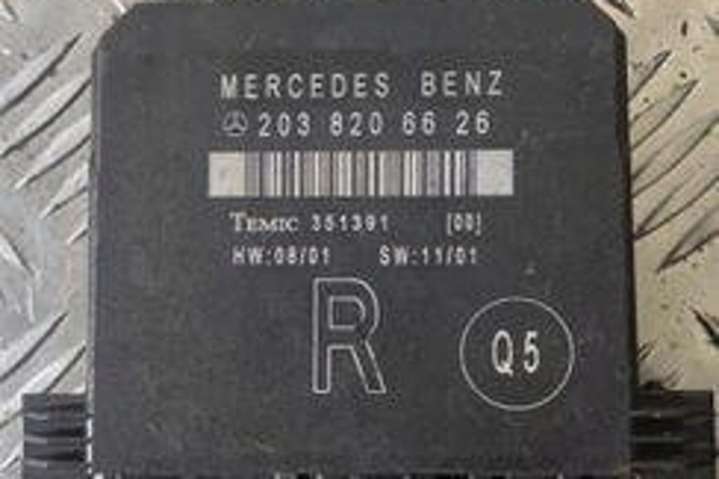 MERCEDES BENZ
203 820 66 26
TEMIC 351391 [00]
HW:08/01 SW:11/01
R
Q5